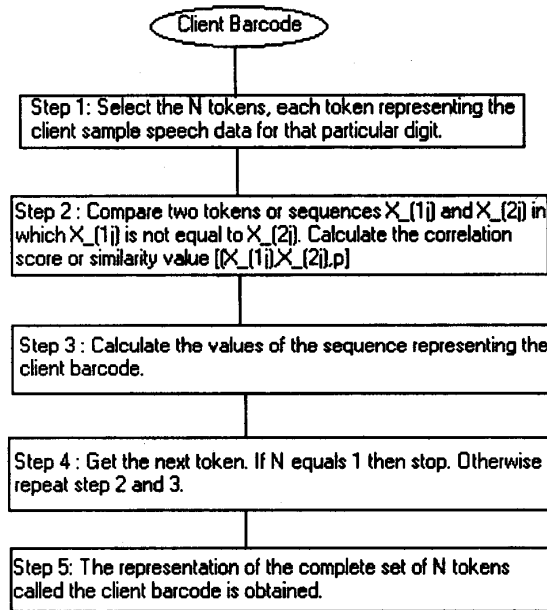 Client Barcode
Step 1: Select the N tokens, each token representing the
client sample speech data for that particular digit.
Step 2 : Compare two tokens or sequences X_(1j) and X_(2j) in
which X_(1j) is not equal to X_(2j). Calculate the correlation
score or similarity value [(X_(1j),X_(2j),p]
Step 3 : Calculate the values of the sequence representing the
client barcode.
Step 4 : Get the next token. If N equals 1 then stop. Otherwise
repeat step 2 and 3.
Step 5: The representation of the complete set of N tokens
called the client barcode is obtained.